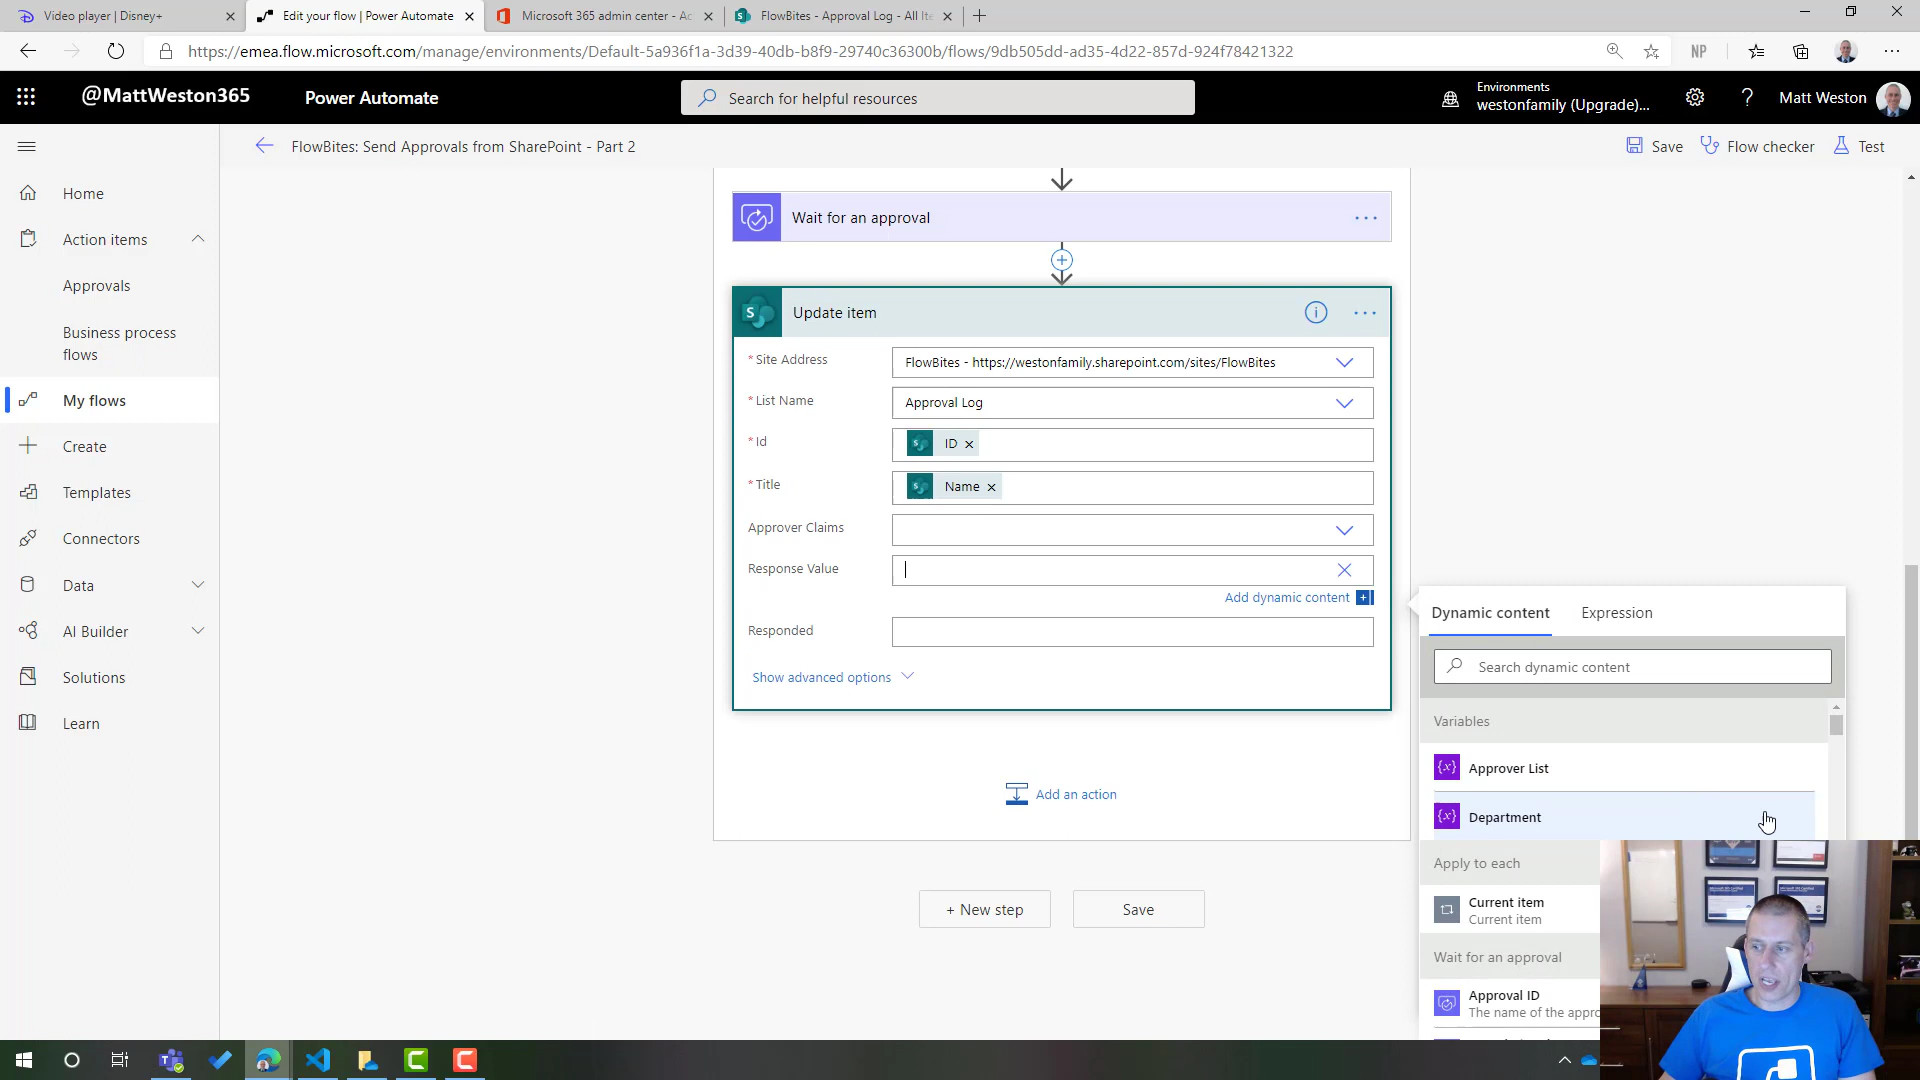 Video player | Disney+
Edit your flow | Power Automate
Microsoft 365 admin center - Ac
FlowBites - Approval Log - All Ite
https://emea.flow.microsoft.com/manage/environments/Default-5a936f1a-3d39-40db-b8f9-29740c36300b/flows/9db505dd-ad35-4d22-857d-924f78421322
NP
@MattWeston365
Power Automate
Search for helpful resources
Environments
westonfamily (Upgrade)...
Matt Weston
FlowBites: Send Approvals from SharePoint - Part 2
Save
Flow checker
Test
Home
Action items
Approvals
Business process
flows
My flows
Create
Templates
Connectors
Data
AI Builder
Solutions
Learn
Wait for an approval
Update item
* Site Address
FlowBites - https://westonfamily.sharepoint.com/sites/FlowBites
* List Name
Approval Log
* Id
ID
* Title
Name
Approver Claims
Response Value
Add dynamic content
Responded
Show advanced options
Add an action
+ New step
Save
Dynamic content
Expression
Search dynamic content
Variables
Approver List
Department
Apply to each
Current item
Current item
Wait for an approval
Approval ID
The name of the appro